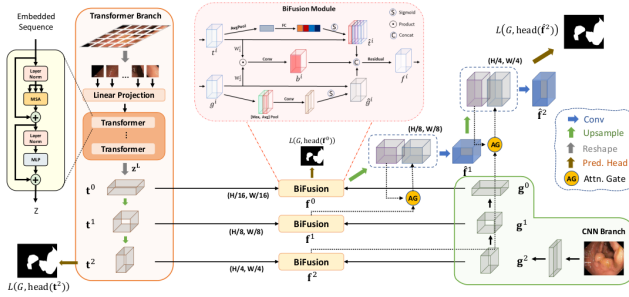 Embedded
Sequence
Layer
Norm
MSA
Layer
Norm
MLP
Z
Transformer Branch
Linear Projection
Transformer
Transformer
z^L
t^0
t^1
t^2
L(G, head(t^2))
BiFusion Module
AvgPool
FC
t^i
Conv
b^i
Residual
f^i
g^i
[Max, Avg] Pool
Conv
Sigmoid
Product
Concat
L(G, head(f^0))
(H/16, W/16)
BiFusion
f^0
(H/8, W/8)
BiFusion
f^1
(H/4, W/4)
BiFusion
f^2
(H/8, W/8)
AG
f̂^1
(H/4, W/4)
AG
f̂^2
L(G, head(f̂^2))
Conv
Upsample
Reshape
Pred. Head
AG Attn. Gate
g^0
g^1
g^2
CNN Branch